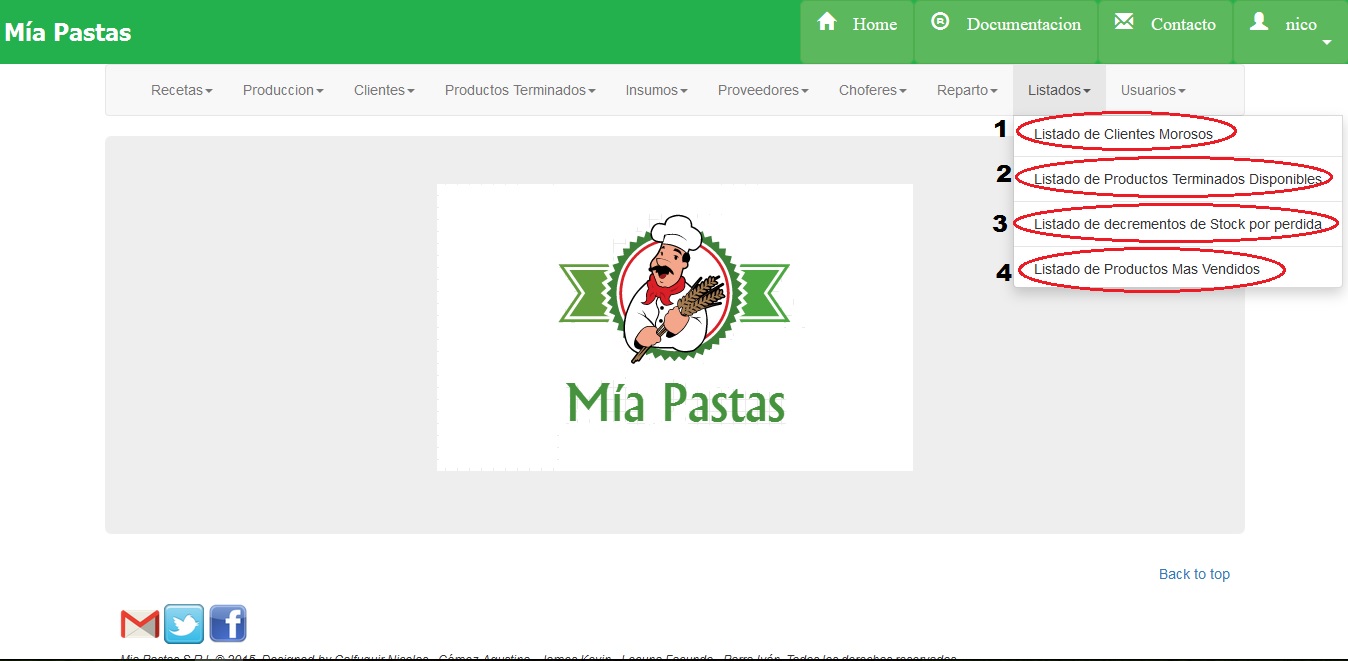 Mía Pastas
Home
Documentacion
Contacto
nico
Recetas
Produccion
Clientes
Productos Terminados
Insumos
Proveedores
Choferes
Reparto
Listados
Usuarios
1 Listado de Clientes Morosos
2 Listado de Productos Terminados Disponibles
3 Listado de decrementos de Stock por perdida
4 Listado de Productos Mas Vendidos
Mía Pastas
Back to top